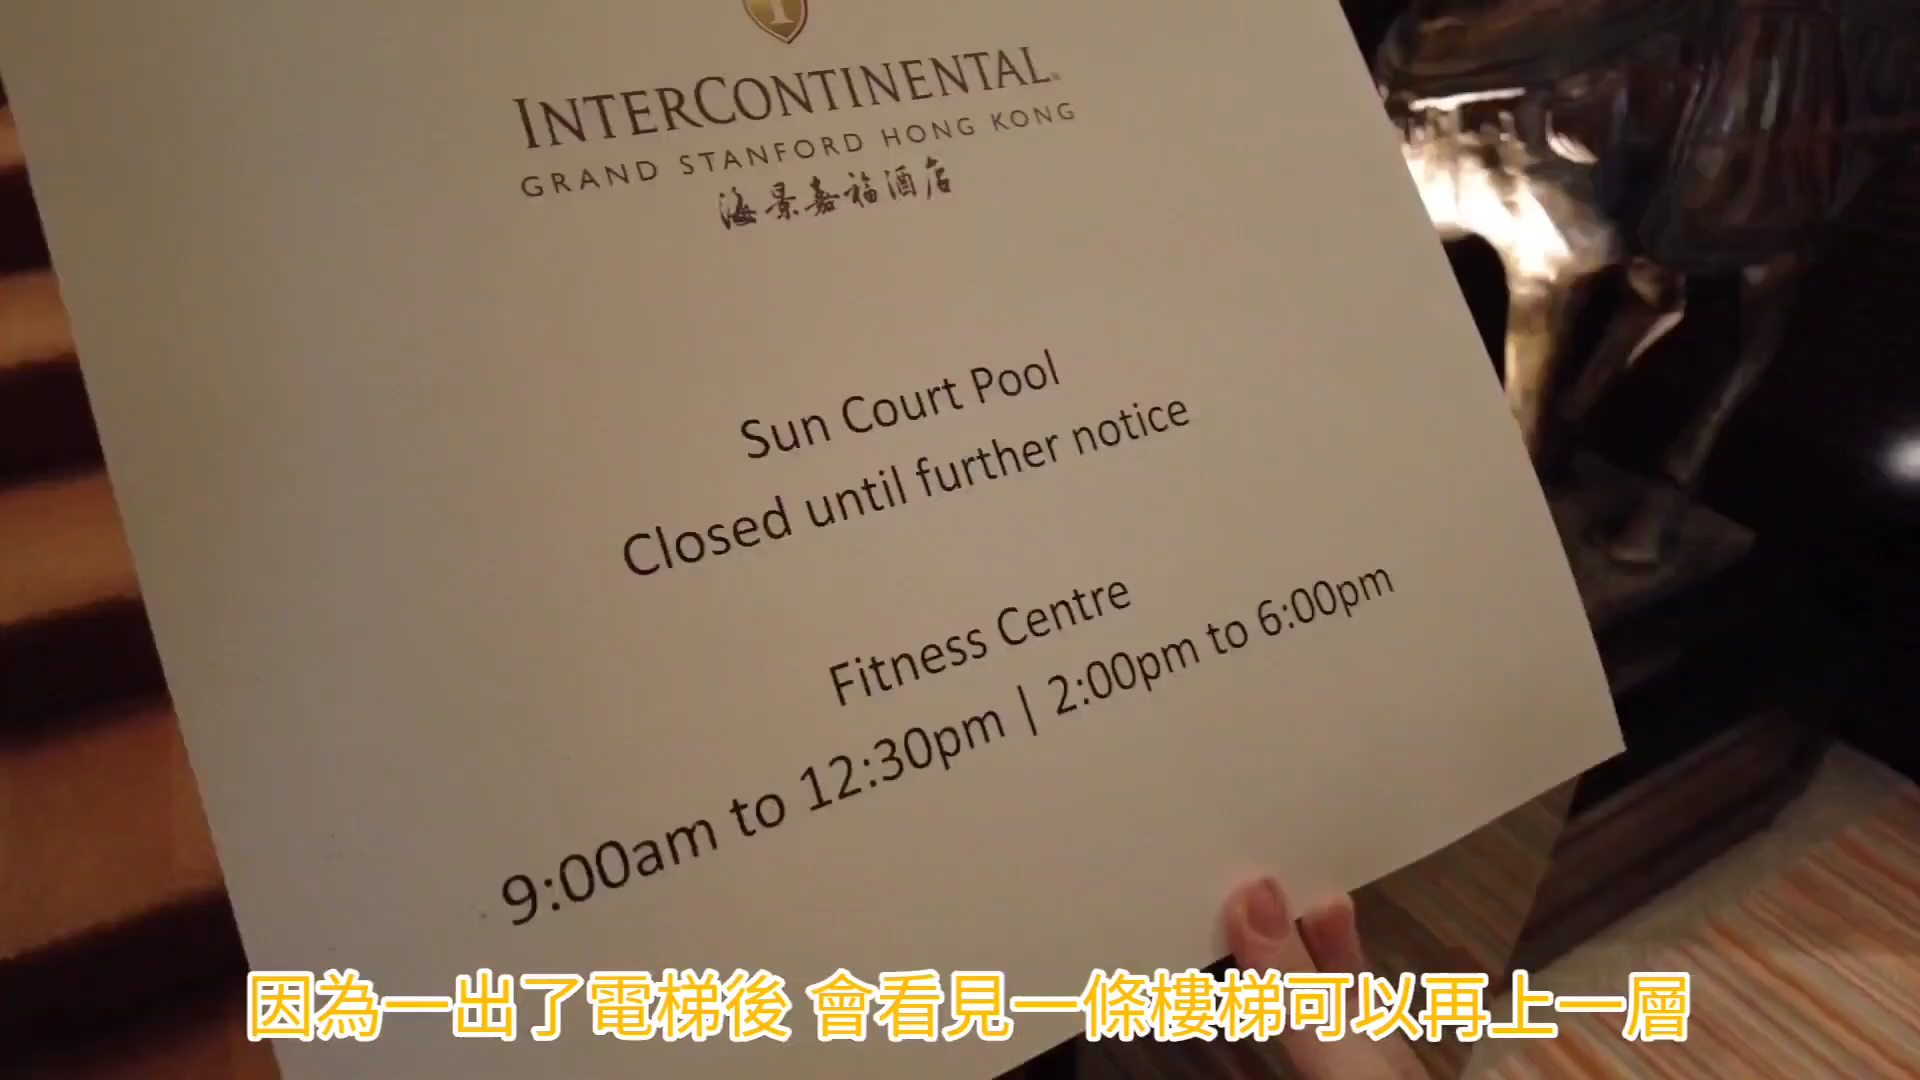 INTERCONTINENTAL®
GRAND STANFORD HONG KONG
海景嘉福酒店
Sun Court Pool
Closed until further notice
Fitness Centre
9:00am to 12:30pm | 2:00pm to 6:00pm
因為一出了電梯後 會看見一條樓梯可以再上一層